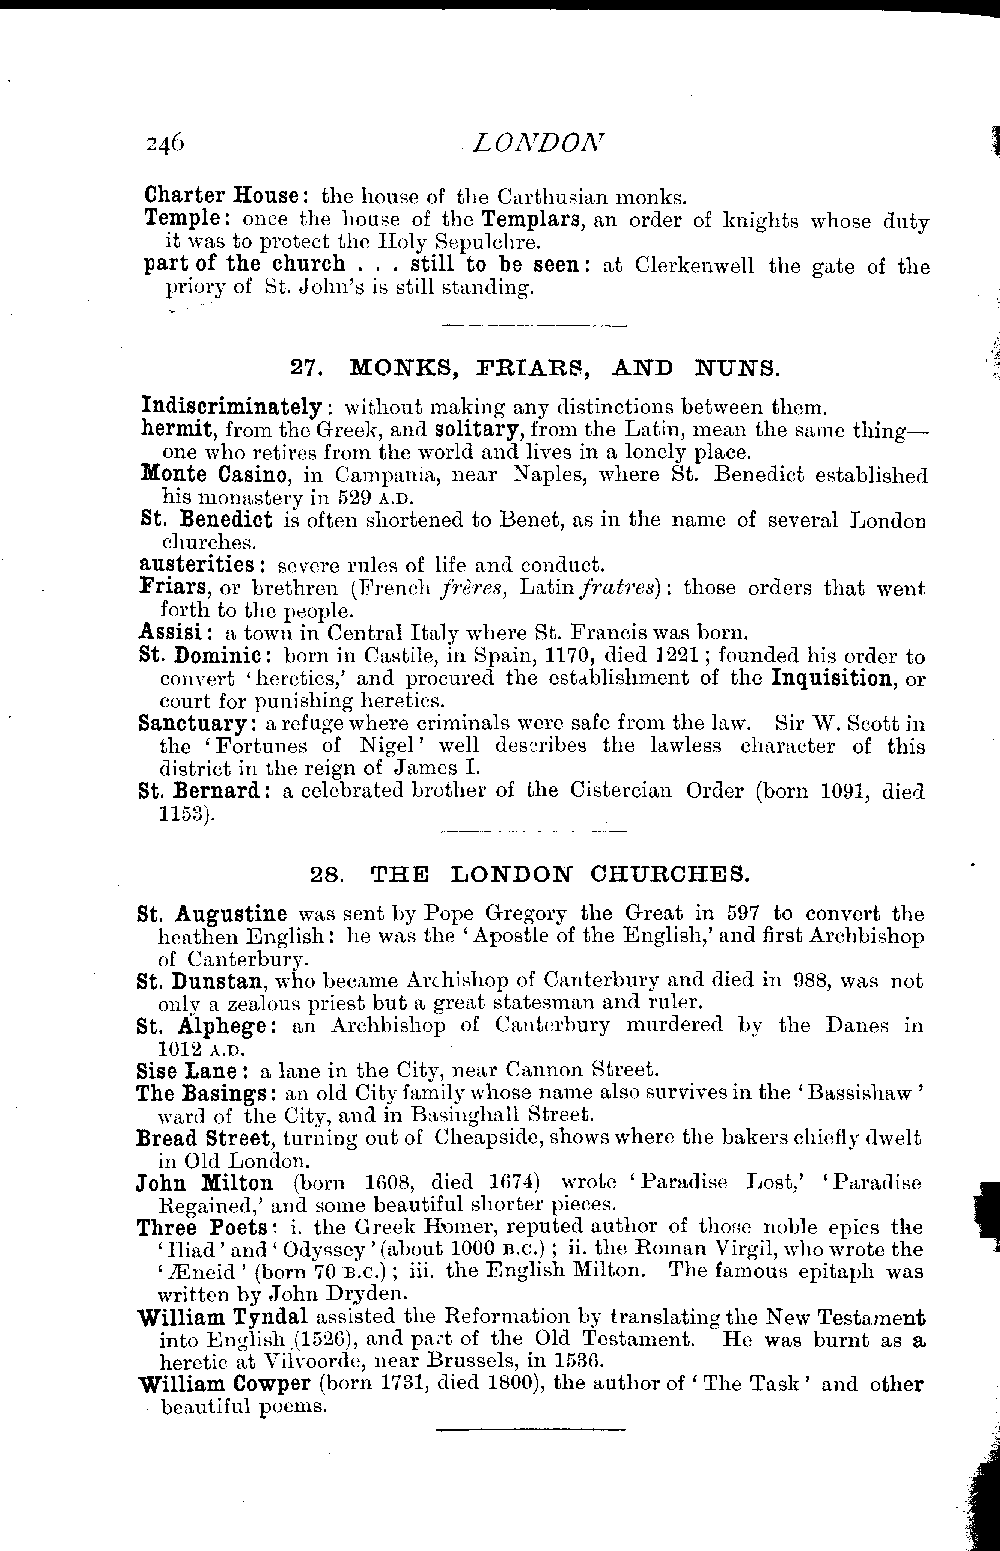 246 LONDON
Charter House: the house of the Carthusian monks.
Temple: once the house of the Templars, an order of knights whose duty
it was to protect the Holy Sepulchre.
part of the church . . . still to be seen: at Clerkenwell the gate of the
priory of St. John's is still standing.
27. MONKS, FRIARS, AND NUNS.
Indiscriminately: without making any distinctions between them.
hermit, from the Greek, and solitary, from the Latin, mean the same thing—
one who retires from the world and lives in a lonely place.
Monte Casino, in Campania, near Naples, where St. Benedict established
his monastery in 529 A.D.
St. Benedict is often shortened to Benet, as in the name of several London
churches.
austerities: severe rules of life and conduct.
Friars, or brethren (French frères, Latin fratres): those orders that went
forth to the people.
Assisi: a town in Central Italy where St. Francis was born.
St. Dominic: born in Castile, in Spain, 1170, died 1221; founded his order to
convert 'heretics,' and procured the establishment of the Inquisition, or
court for punishing heretics.
Sanctuary: a refuge where criminals were safe from the law. Sir W. Scott in
the 'Fortunes of Nigel' well describes the lawless character of this
district in the reign of James I.
St. Bernard: a celebrated brother of the Cistercian Order (born 1091, died
1153).
28. THE LONDON CHURCHES.
St. Augustine was sent by Pope Gregory the Great in 597 to convert the
heathen English: he was the 'Apostle of the English,' and first Archbishop
of Canterbury.
St. Dunstan, who became Archishop of Canterbury and died in 988, was not
only a zealous priest but a great statesman and ruler.
St. Alphege: an Archbishop of Canterbury murdered by the Danes in
1012 A.D.
Sise Lane: a lane in the City, near Cannon Street.
The Basings: an old City family whose name also survives in the 'Bassishaw'
ward of the City, and in Basinghall Street.
Bread Street, turning out of Cheapside, shows where the bakers chiefly dwelt
in Old London.
John Milton (born 1608, died 1674) wrote 'Paradise Lost,' 'Paradise
Regained,' and some beautiful shorter pieces.
Three Poets: i. the Greek Homer, reputed author of those noble epics the
'Iliad' and 'Odyssey' (about 1000 B.C.); ii. the Roman Virgil, who wrote the
'Æneid' (born 70 B.C.); iii. the English Milton. The famous epitaph was
written by John Dryden.
William Tyndal assisted the Reformation by translating the New Testament
into English (1526), and part of the Old Testament. He was burnt as a
heretic at Vilvoorde, near Brussels, in 1536.
William Cowper (born 1731, died 1800), the author of 'The Task' and other
beautiful poems.